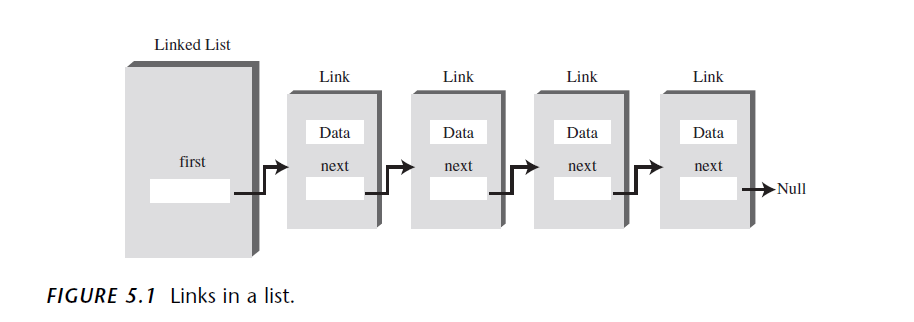 Linked List
Link Link Link Link
Data Data Data Data
first next next next next
Null
FIGURE 5.1 Links in a list.